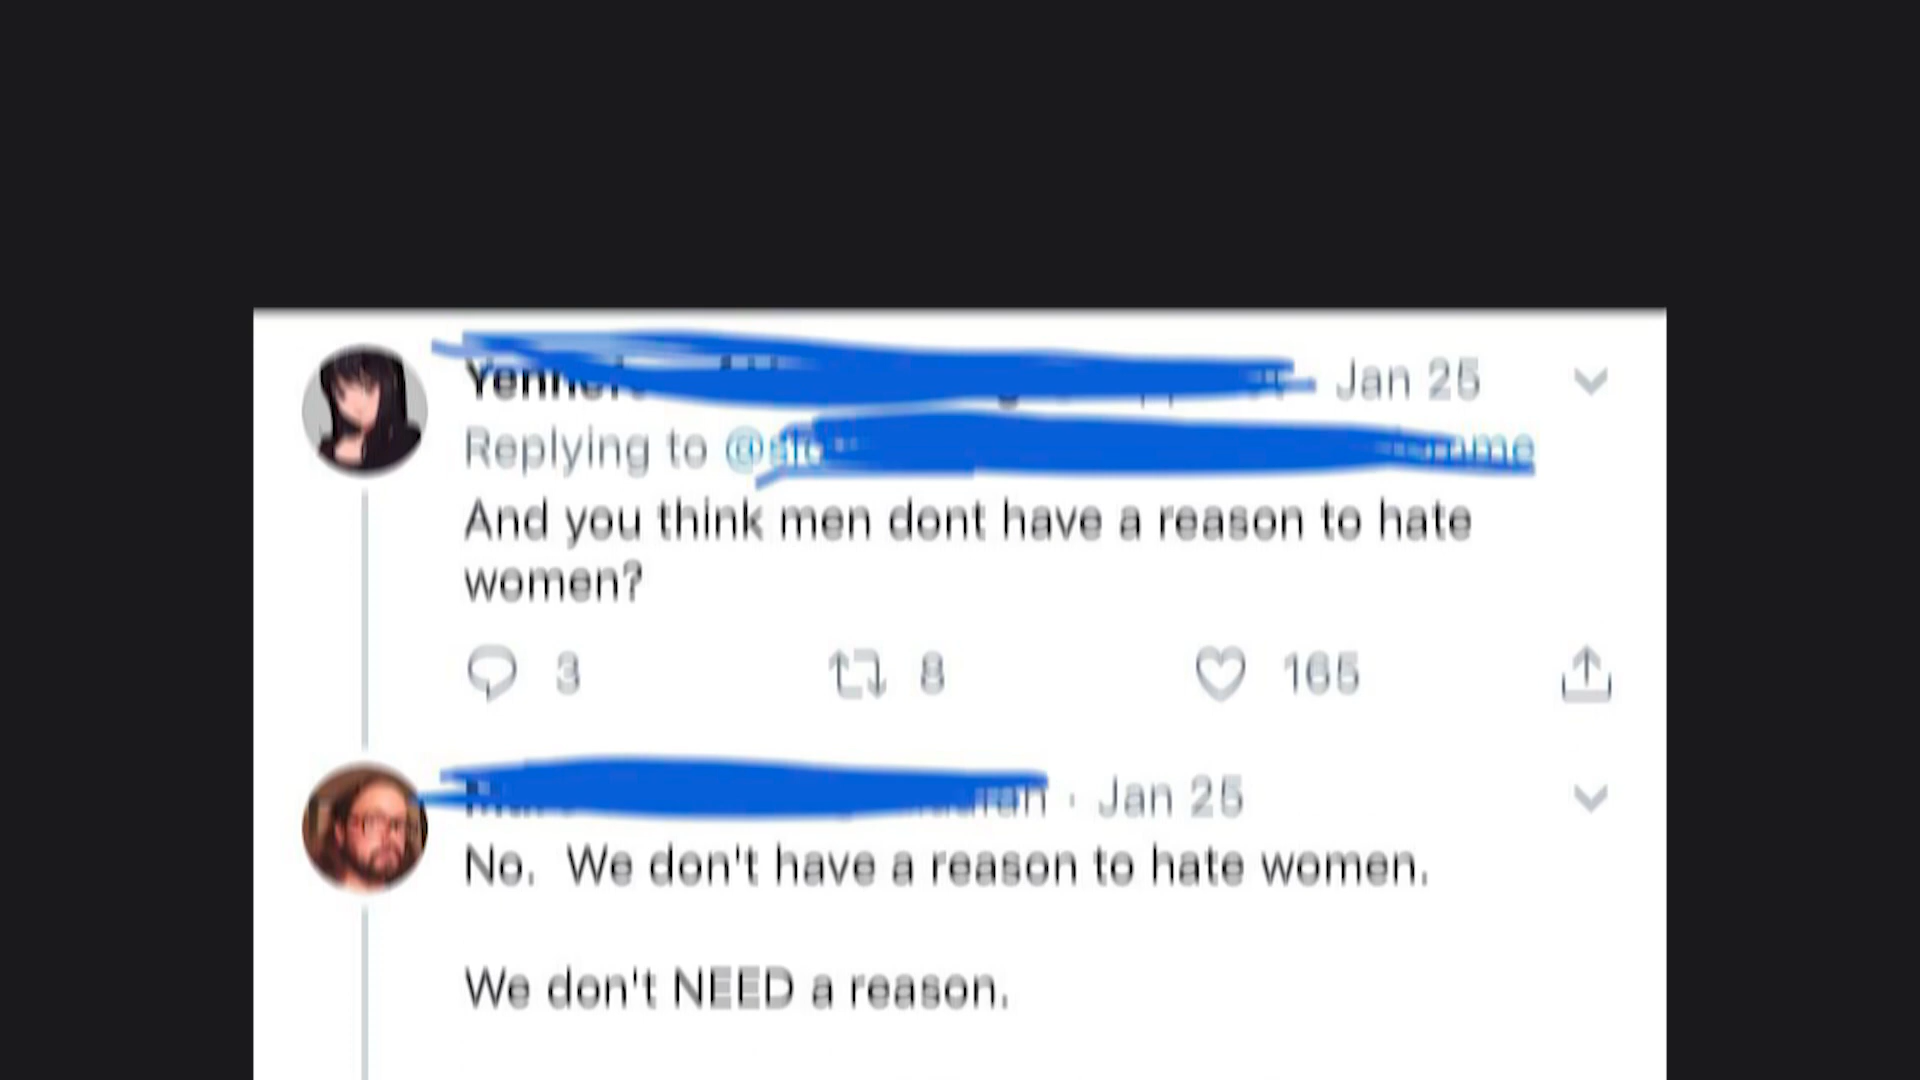 Jan 25
Replying to
And you think men dont have a reason to hate
women?
3 8 165
Jan 25
No. We don't have a reason to hate women.
We don't NEED a reason.